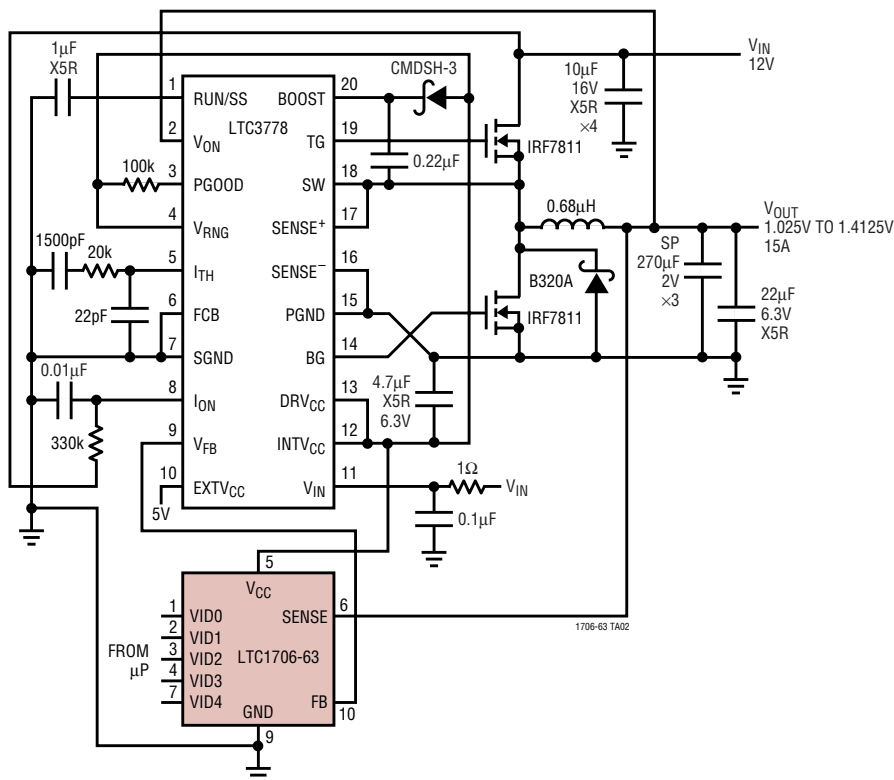 1µF
X5R
1
RUN/SS
2
V_ON
100k
3
PGOOD
4
V_RNG
1500pF
20k
5
I_TH
22pF
6
FCB
7
SGND
0.01µF
8
I_ON
330k
9
V_FB
10
EXTV_CC
5V
LTC3778
20
BOOST
19
TG
18
SW
17
SENSE+
16
SENSE−
15
PGND
14
BG
13
DRV_CC
12
INTV_CC
11
V_IN
CMDSH-3
0.22µF
IRF7811
V_IN
12V
10µF
16V
X5R
×4
0.68µH
V_OUT
1.025V TO 1.4125V
15A
B320A
IRF7811
SP
270µF
2V
×3
22µF
6.3V
X5R
4.7µF
X5R
6.3V
1Ω
V_IN
0.1µF
5
V_CC
SENSE
6
1706-63 TA02
FROM
µP
1
VID0
2
VID1
3
VID2
4
VID3
7
VID4
LTC1706-63
FB
10
GND
9